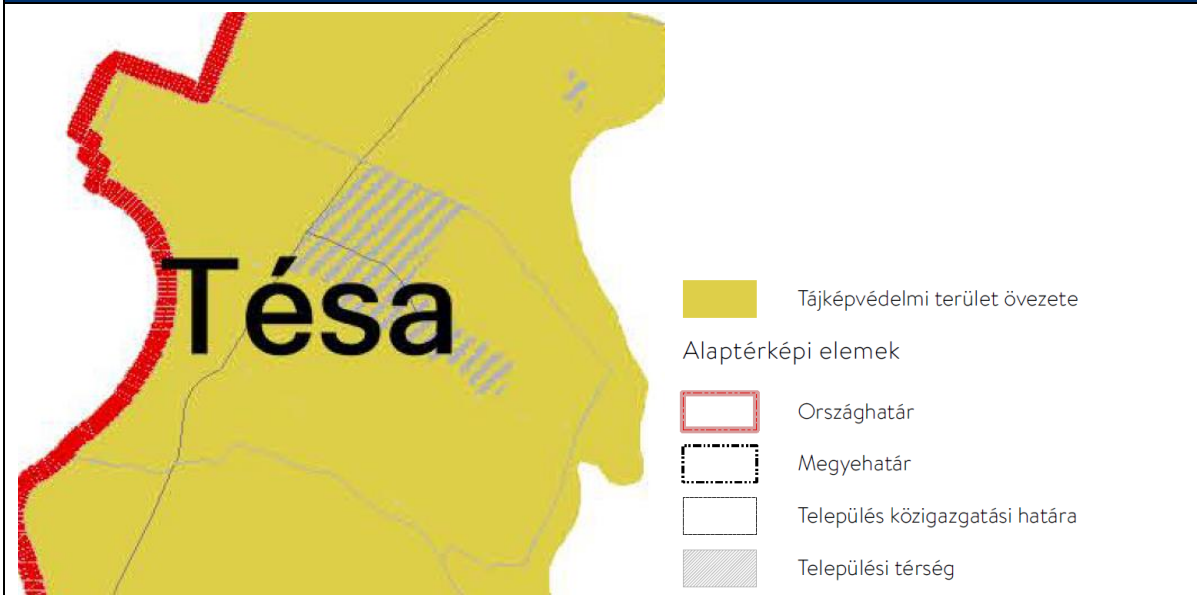 Tésa
Tájképvédelmi terület övezete
Alaptérképi elemek
Országhatár
Megyehatár
Település közigazgatási határa
Települési térség